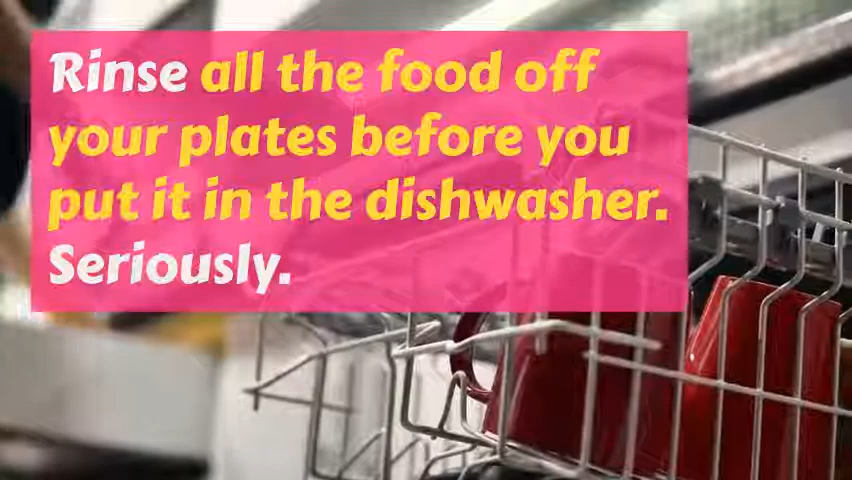 Rinse all the food off
your plates before you
put it in the dishwasher.
Seriously.